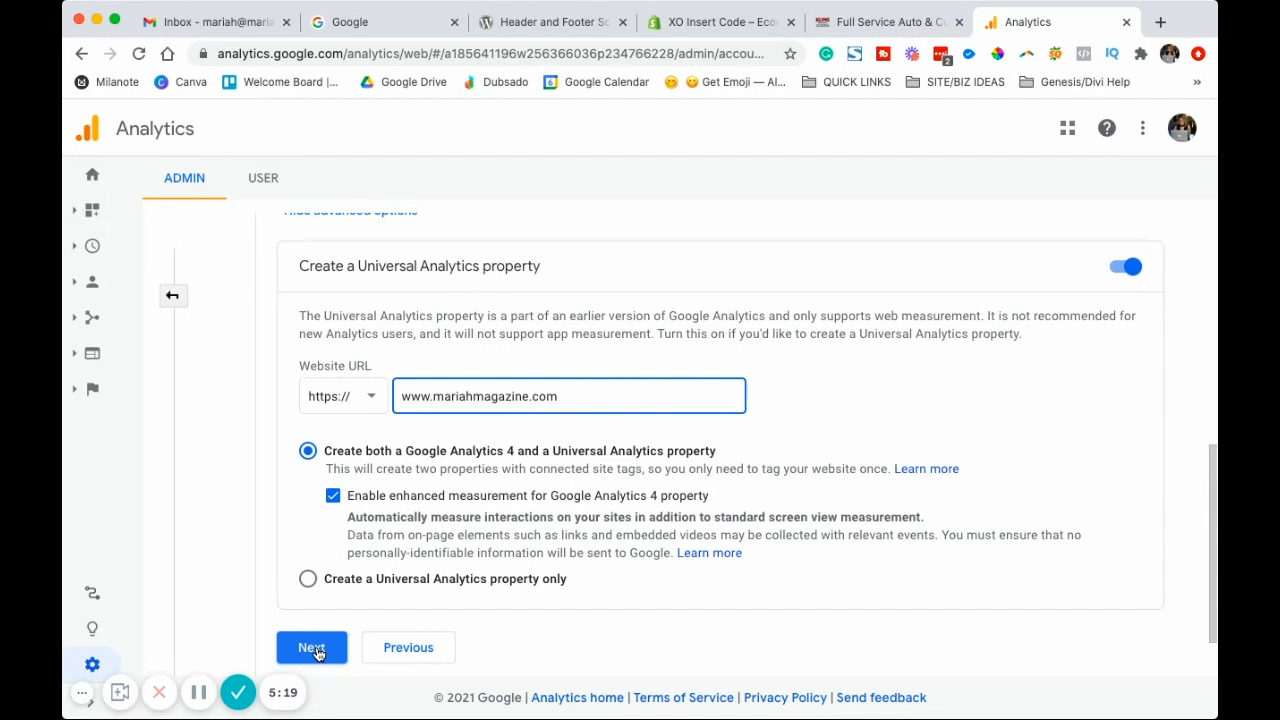 Inbox - mariah@maria
Google
Header and Footer Sc
XO Insert Code – Eco
Full Service Auto & C
Analytics
analytics.google.com/analytics/web/#/a185641196w256366036p234766228/admin/accou...
2
IQ
Milanote
Canva
Welcome Board |...
Google Drive
Dubsado
6
Google Calendar
Get Emoji — Al...
QUICK LINKS
SITE/BIZ IDEAS
Genesis/Divi Help
»
Analytics
ADMIN
USER
Hide advanced options
Create a Universal Analytics property
The Universal Analytics property is a part of an earlier version of Google Analytics and only supports web measurement. It is not recommended for
new Analytics users, and it will not support app measurement. Turn this on if you'd like to create a Universal Analytics property.
Website URL
https://
www.mariahmagazine.com
Create both a Google Analytics 4 and a Universal Analytics property
This will create two properties with connected site tags, so you only need to tag your website once. Learn more
Enable enhanced measurement for Google Analytics 4 property
Automatically measure interactions on your sites in addition to standard screen view measurement.
Data from on-page elements such as links and embedded videos may be collected with relevant events. You must ensure that no
personally-identifiable information will be sent to Google. Learn more
Create a Universal Analytics property only
Next
Previous
5:19
© 2021 Google | Analytics home | Terms of Service | Privacy Policy | Send feedback